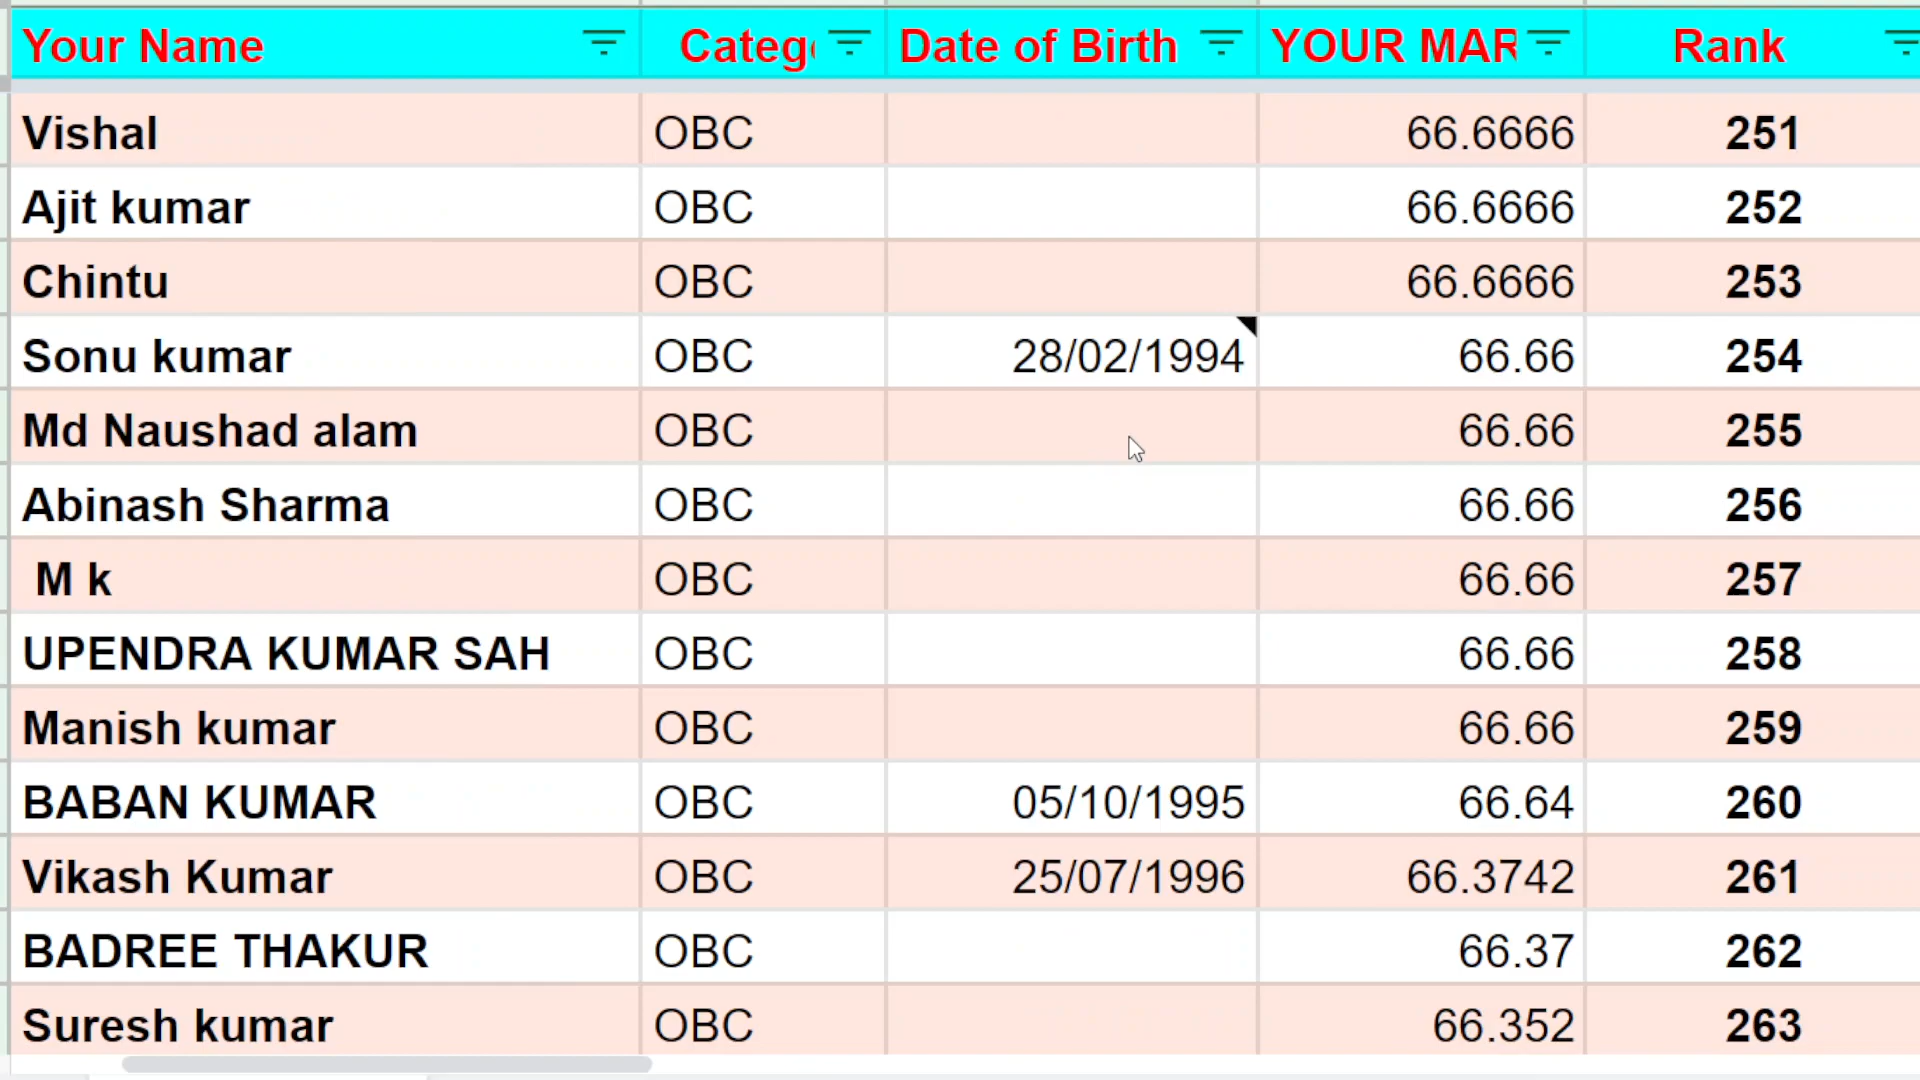 Your Name Categ Date of Birth YOUR MAR Rank
Vishal OBC 66.6666 251
Ajit kumar OBC 66.6666 252
Chintu OBC 66.6666 253
Sonu kumar OBC 28/02/1994 66.66 254
Md Naushad alam OBC 66.66 255
Abinash Sharma OBC 66.66 256
M k OBC 66.66 257
UPENDRA KUMAR SAH OBC 66.66 258
Manish kumar OBC 66.66 259
BABAN KUMAR OBC 05/10/1995 66.64 260
Vikash Kumar OBC 25/07/1996 66.3742 261
BADREE THAKUR OBC 66.37 262
Suresh kumar OBC 66.352 263